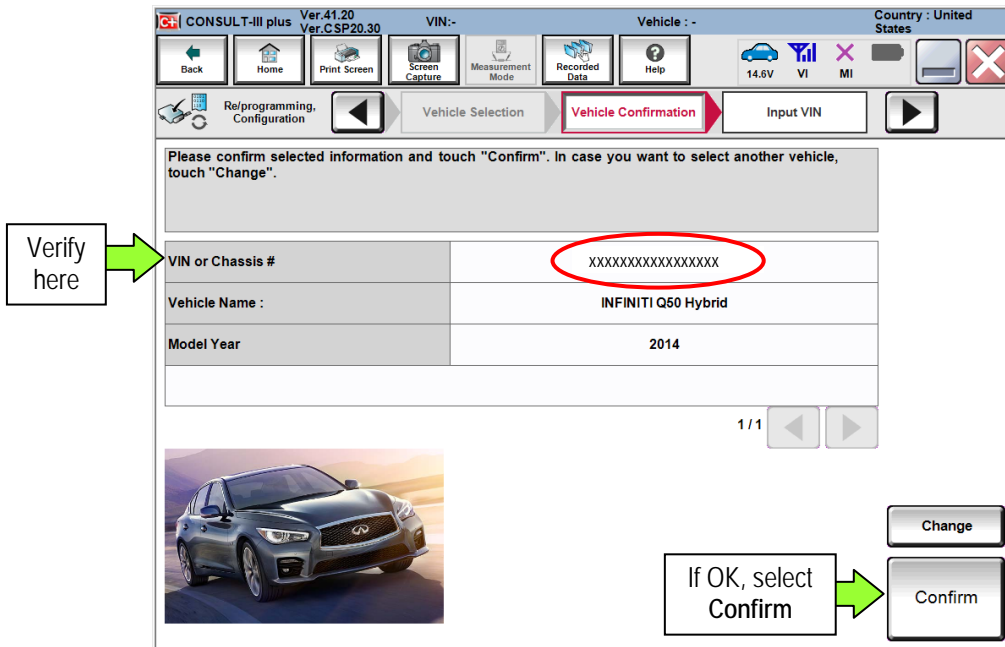 C+ CONSULT-III plus Ver.41.20
Ver.CSP20.30
VIN:-
Vehicle : -
Country : United
States
Back
Home
Print Screen
Screen
Capture
Measurement
Mode
Recorded
Data
Help
14.6V
VI
MI
Re/programming,
Configuration
Vehicle Selection
Vehicle Confirmation
Input VIN
Please confirm selected information and touch "Confirm". In case you want to select another vehicle,
touch "Change".
Verify
here
VIN or Chassis #
XXXXXXXXXXXXXXXXX
Vehicle Name :
INFINITI Q50 Hybrid
Model Year
2014
1 / 1
Change
If OK, select
Confirm
Confirm